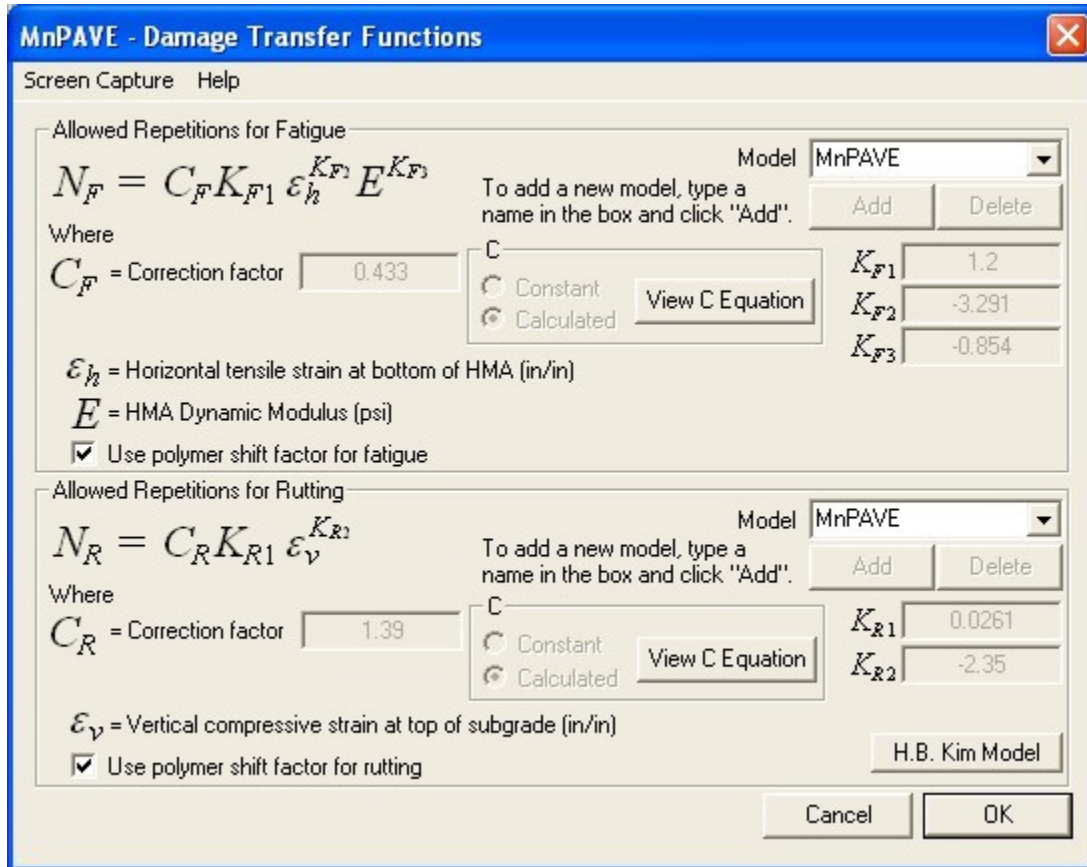 MnPAVE - Damage Transfer Functions
Screen Capture Help
Allowed Repetitions for Fatigue
N_F = C_F K_F1 ε_h^K_F2 E^K_F3
Model MnPAVE
To add a new model, type a
name in the box and click "Add".
Add Delete
Where
C_F = Correction factor 0.433
C
Constant
Calculated
View C Equation
K_F1 1.2
K_F2 -3.291
K_F3 -0.854
ε_h = Horizontal tensile strain at bottom of HMA (in/in)
E = HMA Dynamic Modulus (psi)
Use polymer shift factor for fatigue
Allowed Repetitions for Rutting
N_R = C_R K_R1 ε_v^K_R2
Model MnPAVE
To add a new model, type a
name in the box and click "Add".
Add Delete
Where
C_R = Correction factor 1.39
C
Constant
Calculated
View C Equation
K_R1 0.0261
K_R2 -2.35
ε_v = Vertical compressive strain at top of subgrade (in/in)
Use polymer shift factor for rutting
H.B. Kim Model
Cancel OK